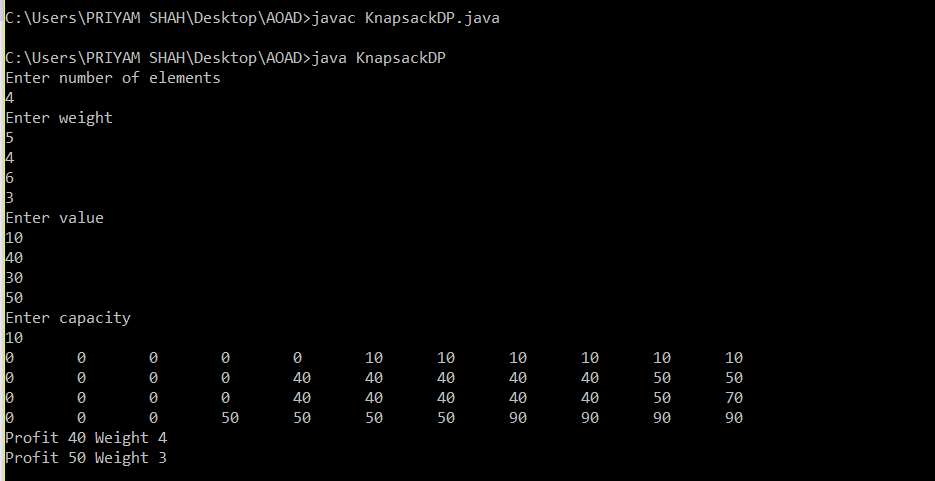 C:\Users\PRIYAM SHAH\Desktop\AOAD>javac KnapsackDP.java
C:\Users\PRIYAM SHAH\Desktop\AOAD>java KnapsackDP
Enter number of elements
4
Enter weight
5
4
6
3
Enter value
10
40
30
50
Enter capacity
10
0 0 0 0 0 10 10 10 10 10 10
0 0 0 0 40 40 40 40 40 50 50
0 0 0 0 40 40 40 40 40 50 70
0 0 0 50 50 50 50 90 90 90 90
Profit 40 Weight 4
Profit 50 Weight 3